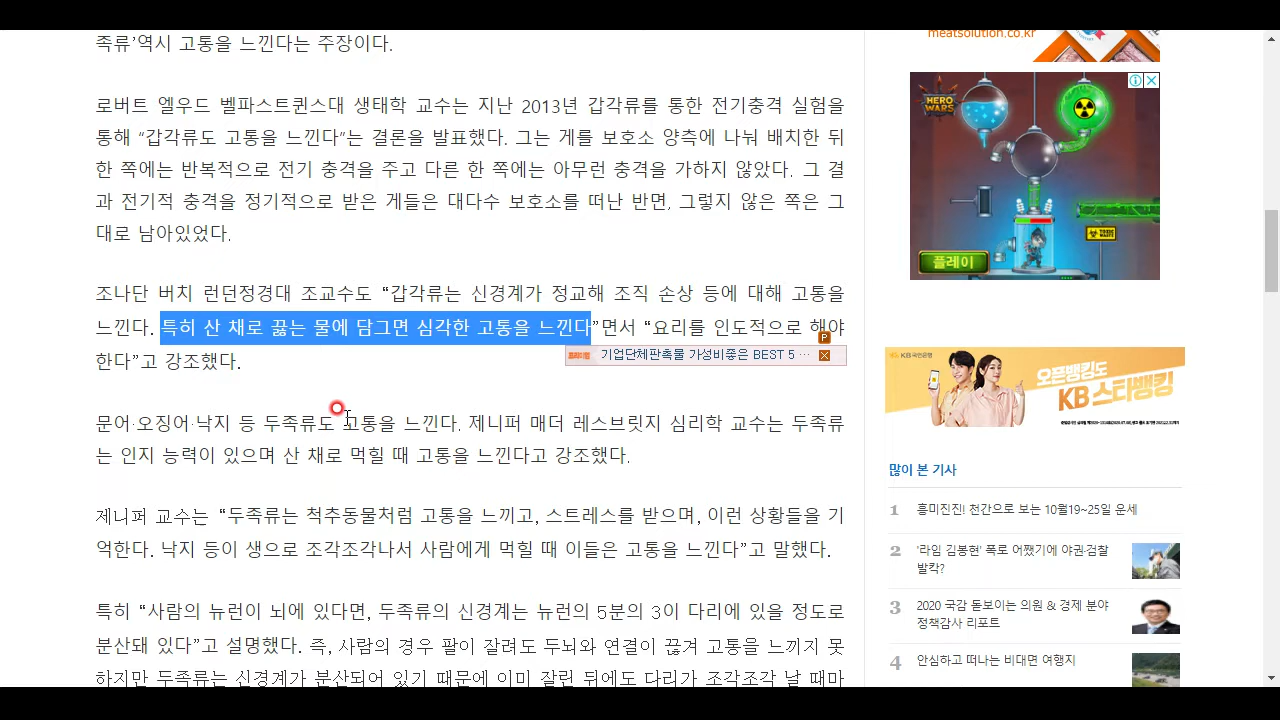 족류’역시 고통을 느낀다는 주장이다.
로버트 엘우드 벨파스트퀸스대 생태학 교수는 지난 2013년 갑각류를 통한 전기충격 실험을
통해 “갑각류도 고통을 느낀다”는 결론을 발표했다. 그는 게를 보호소 양측에 나눠 배치한 뒤
한 쪽에는 반복적으로 전기 충격을 주고 다른 한 쪽에는 아무런 충격을 가하지 않았다. 그 결
과 전기적 충격을 정기적으로 받은 게들은 대다수 보호소를 떠난 반면, 그렇지 않은 쪽은 그
대로 남아있었다.
조나단 버치 런던정경대 조교수도 “갑각류는 신경계가 정교해 조직 손상 등에 대해 고통을
느낀다. 특히 산 채로 끓는 물에 담그면 심각한 고통을 느낀다”면서 “요리를 인도적으로 해야
한다”고 강조했다.
P
프라이플 기업단체판촉물 가성비좋은 BEST 5 ···
문어·오징어·낙지 등 두족류도 고통을 느낀다. 제니퍼 매더 레스브릿지 심리학 교수는 두족류
는 인지 능력이 있으며 산 채로 먹힐 때 고통을 느낀다고 강조했다.
제니퍼 교수는 “두족류는 척추동물처럼 고통을 느끼고, 스트레스를 받으며, 이런 상황들을 기
억한다. 낙지 등이 생으로 조각조각나서 사람에게 먹힐 때 이들은 고통을 느낀다”고 말했다.
특히 “사람의 뉴런이 뇌에 있다면, 두족류의 신경계는 뉴런의 5분의 3이 다리에 있을 정도로
분산돼 있다”고 설명했다. 즉, 사람의 경우 팔이 잘려도 두뇌와 연결이 끊겨 고통을 느끼지 못
하지만 두족류는 신경계가 분산되어 있기 때문에 이미 잘린 뒤에도 다리가 조각조각 날 때마
meatsolution.co.kr
HERO
WARS
TOXIC
WASTE
플레이
KB 국민은행
오픈뱅킹도
KB 스타뱅킹
많이 본 기사
1 흥미진진! 천간으로 보는 10월19~25일 운세
2 '라임 김봉현' 폭로 어쨌기에 야권·검찰
발칵?
3 2020 국감 돋보이는 의원 & 경제 분야
정책감사 리포트
4 안심하고 떠나는 비대면 여행지